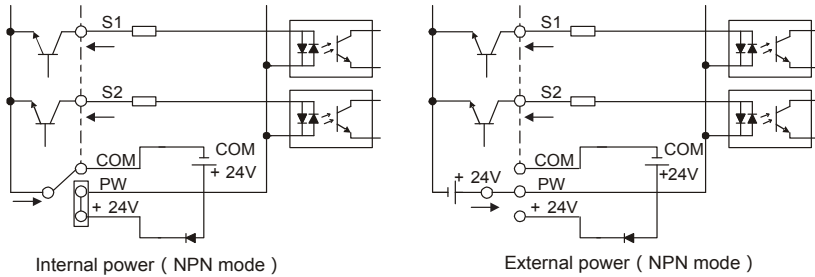 S1
S2
COM
COM
+ 24V
PW
+ 24V
Internal power ( NPN mode )
S1
S2
COM
COM
+24V
+ 24V
PW
+ 24V
External power ( NPN mode )